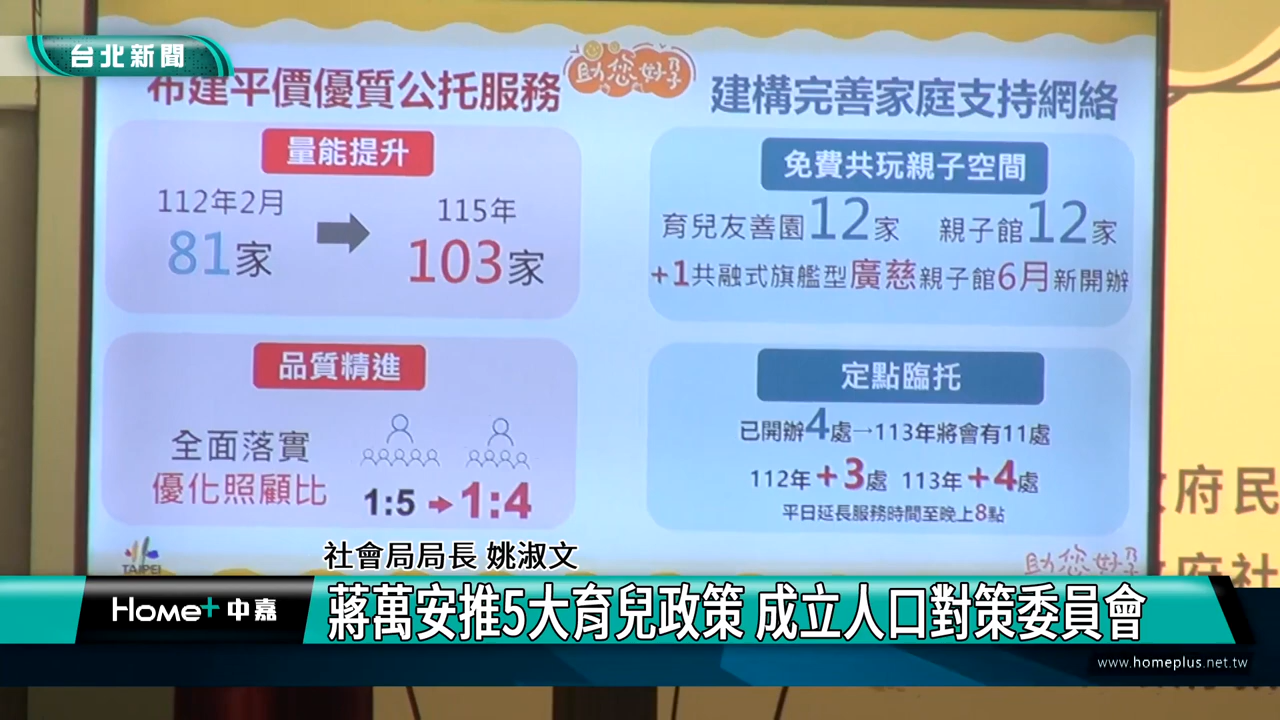 台北新聞
助您好孕
布建平價優質公托服務
量能提升
112年2月
115年
81家
103家
品質精進
全面落實
優化照顧比
1:5
1:4
建構完善家庭支持網絡
免費共玩親子空間
育兒友善園12家 親子館12家
+1共融式旗艦型廣慈親子館6月新開辦
定點臨托
已開辦4處→113年將會有11處
112年+3處 113年+4處
平日延長服務時間至晚上8點
TAIPEI
助您好孕
府民
府社
社會局局長 姚淑文
Home+中嘉
蔣萬安推5大育兒政策 成立人口對策委員會
www.homeplus.net.tw